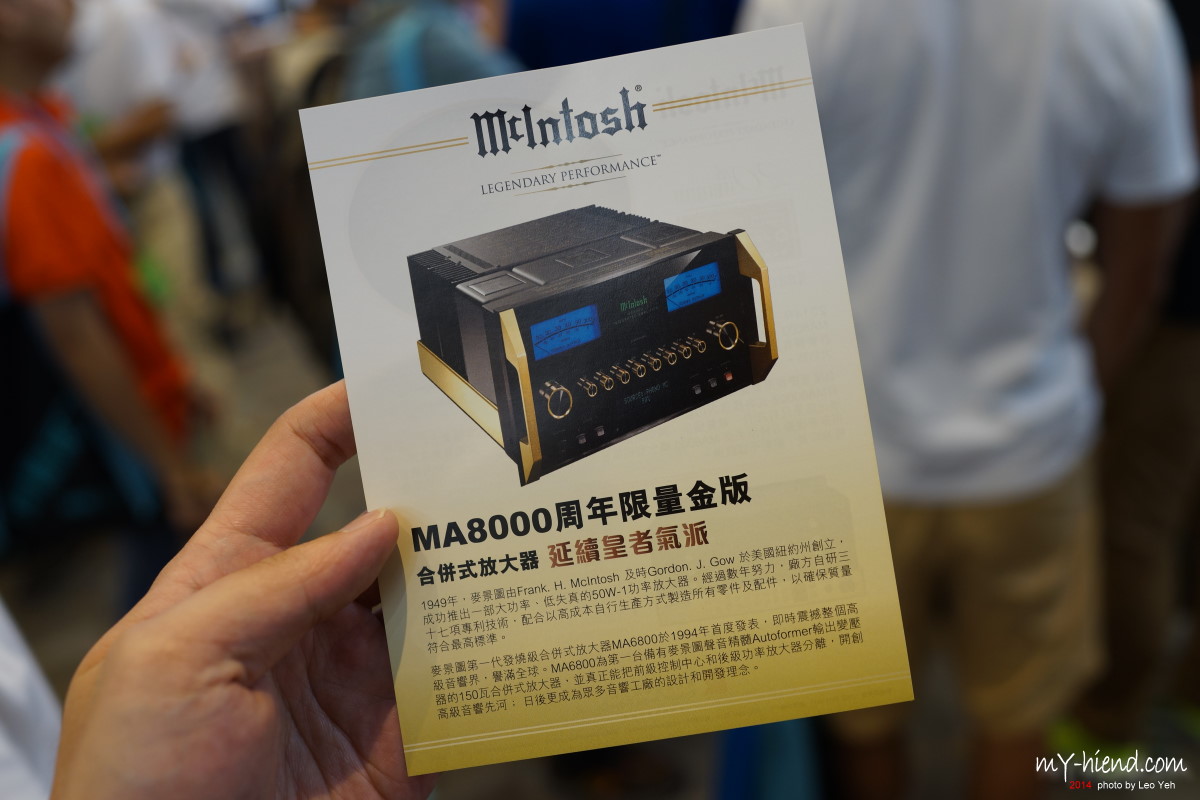 McIntosh®
LEGENDARY PERFORMANCE™
McIntosh
MA8000周年限量金版
合併式放大器 延續皇者氣派
1949年，麥景圖由Frank. H. McIntosh 及時Gordon. J. Gow 於美國紐約州創立，
成功推出一部大功率、低失真的50W-1功率放大器。經過數年努力，廠方自研三
十七項專利技術，配合以高成本自行生產方式製造所有零件及配件，以確保質量
符合最高標準。
麥景圖第一代發燒級合併式放大器MA6800於1994年首度發表，即時震撼整個高
級音響界，譽滿全球。MA6800為第一台備有麥景圖聲音精髓Autoformer輸出變壓
器的150瓦合併式放大器，並真正能把前級控制中心和後級功率放大器分離，開創
高級音響先河； 日後更成為眾多音響工廠的設計和開發理念。
my-hiend.com
2014 photo by Leo Yeh